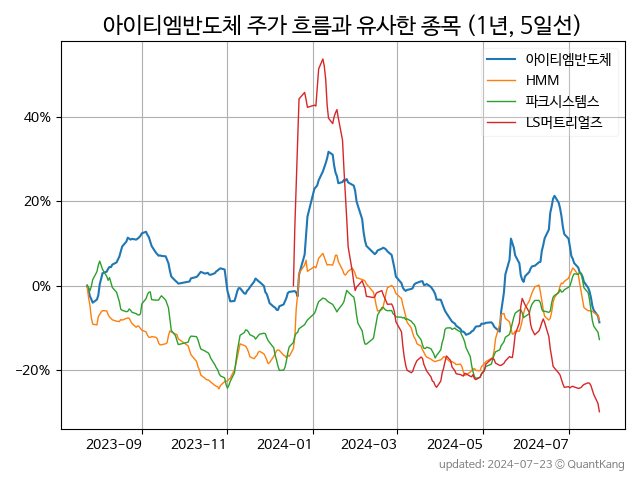 아이티엠반도체 주가 흐름과 유사한 종목 (1년, 5일선)
아이티엠반도체
HMM
파크시스템스
LS머트리얼즈
40%
20%
0%
−20%
2023-09
2023-11
2024-01
2024-03
2024-05
2024-07
updated: 2024-07-23 © QuantKang